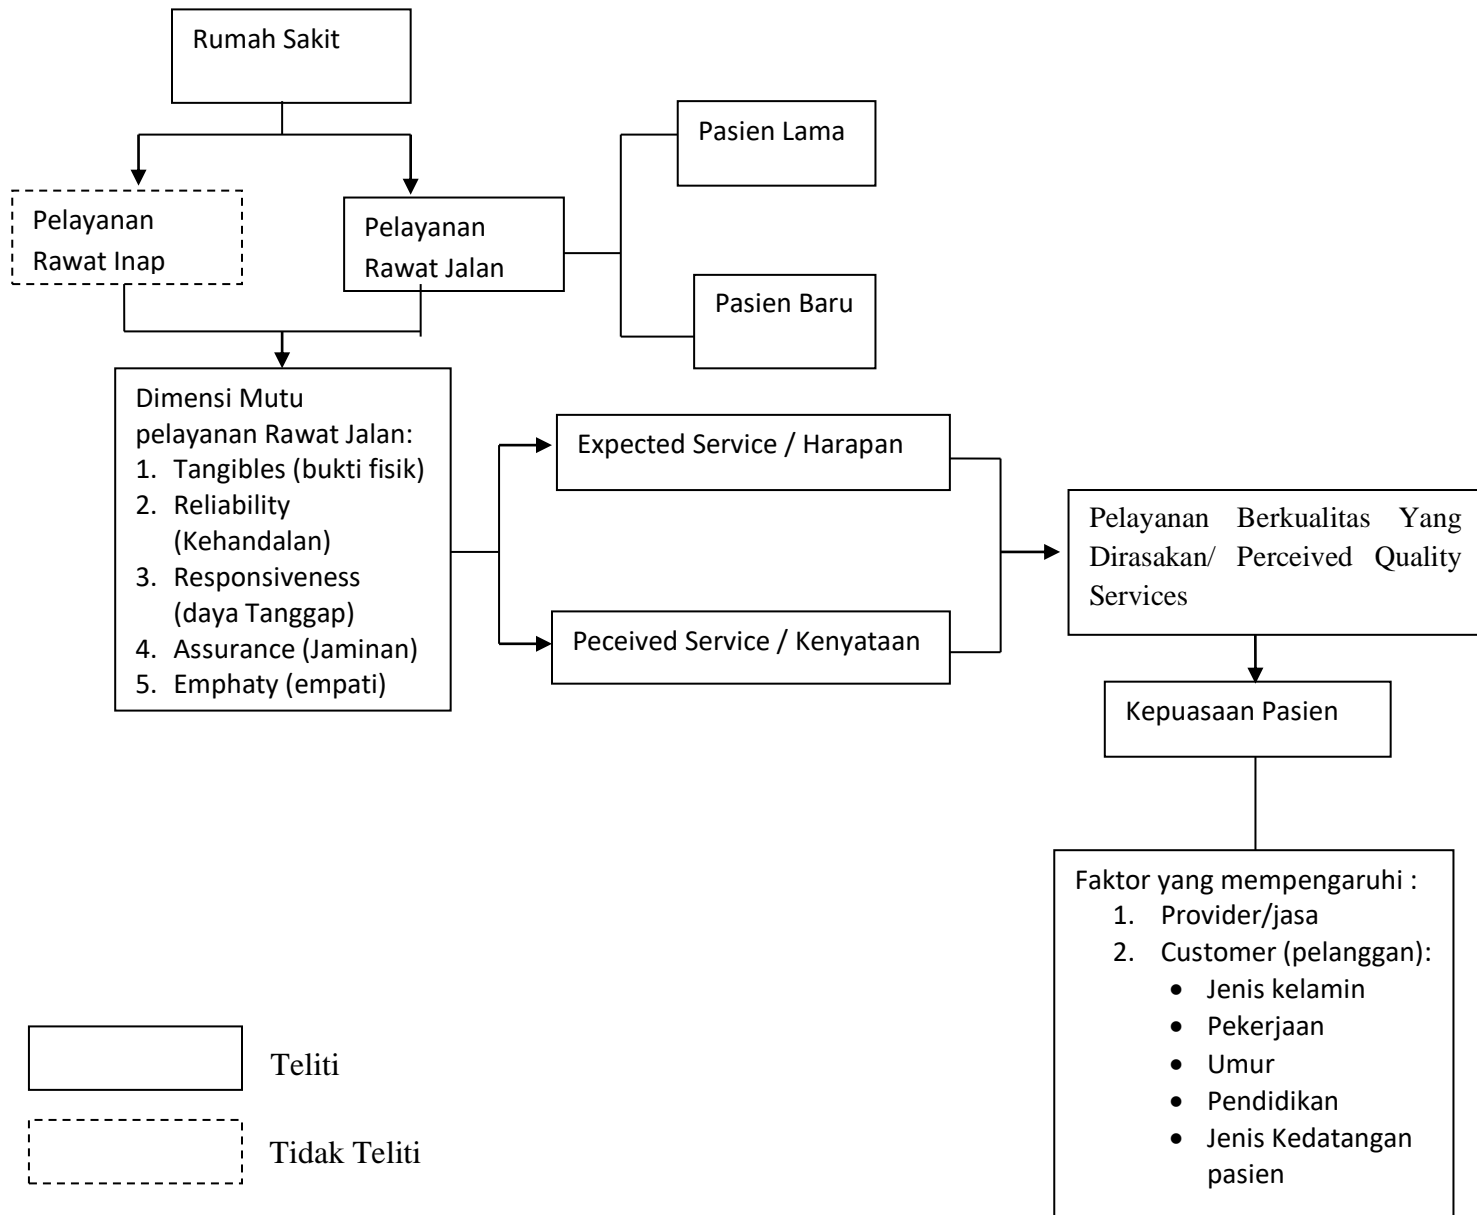 Rumah Sakit
Pasien Lama
Pelayanan
Rawat Inap
Pelayanan
Rawat Jalan
Pasien Baru
Dimensi Mutu
pelayanan Rawat Jalan:
1. Tangibles (bukti fisik)
2. Reliability
(Kehandalan)
3. Responsiveness
(daya Tanggap)
4. Assurance (Jaminan)
5. Emphaty (empati)
Expected Service / Harapan
Peceived Service / Kenyataan
Pelayanan Berkualitas Yang
Dirasakan/ Perceived Quality
Services
Kepuasaan Pasien
Faktor yang mempengaruhi :
1. Provider/jasa
2. Customer (pelanggan):
• Jenis kelamin
• Pekerjaan
• Umur
• Pendidikan
• Jenis Kedatangan
pasien
Teliti
Tidak Teliti